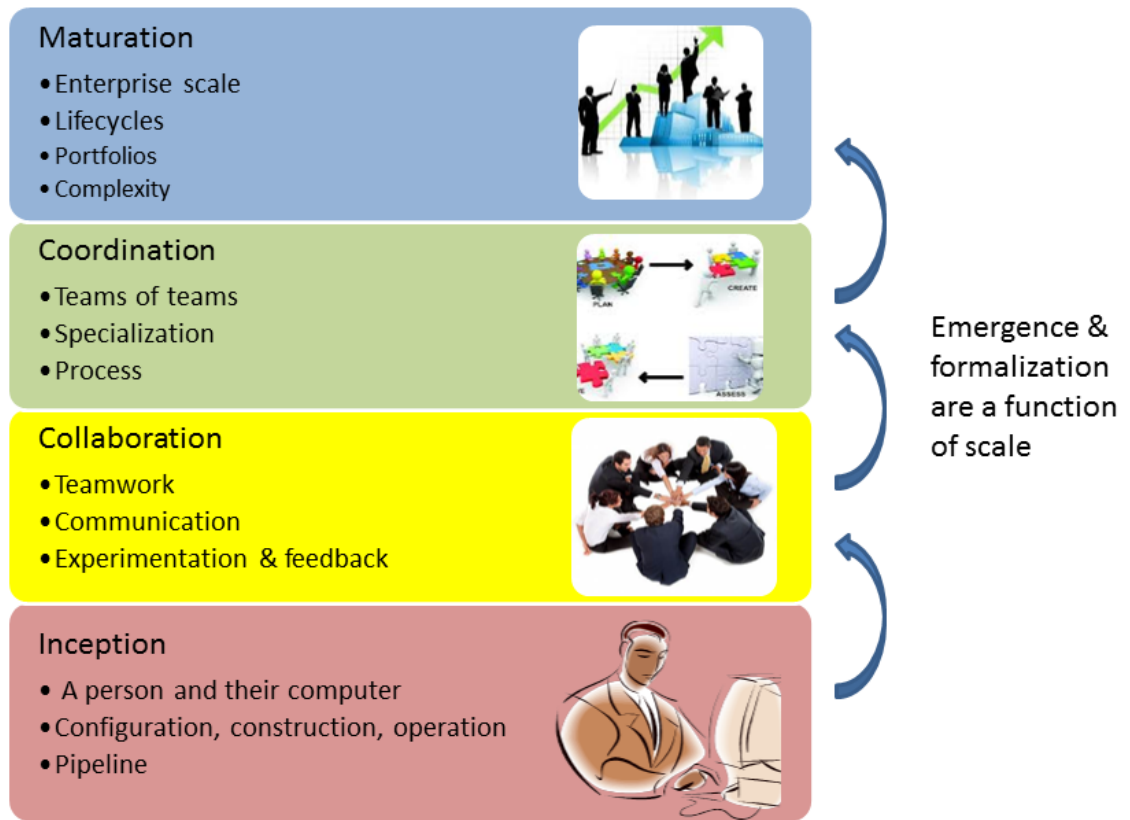 Maturation
•Enterprise scale
•Lifecycles
•Portfolios
•Complexity
Coordination
•Teams of teams
•Specialization
•Process
PLAN
CREATE
ASSESS
Collaboration
•Teamwork
•Communication
•Experimentation & feedback
Inception
• A person and their computer
•Configuration, construction, operation
•Pipeline
Emergence &
formalization
are a function
of scale